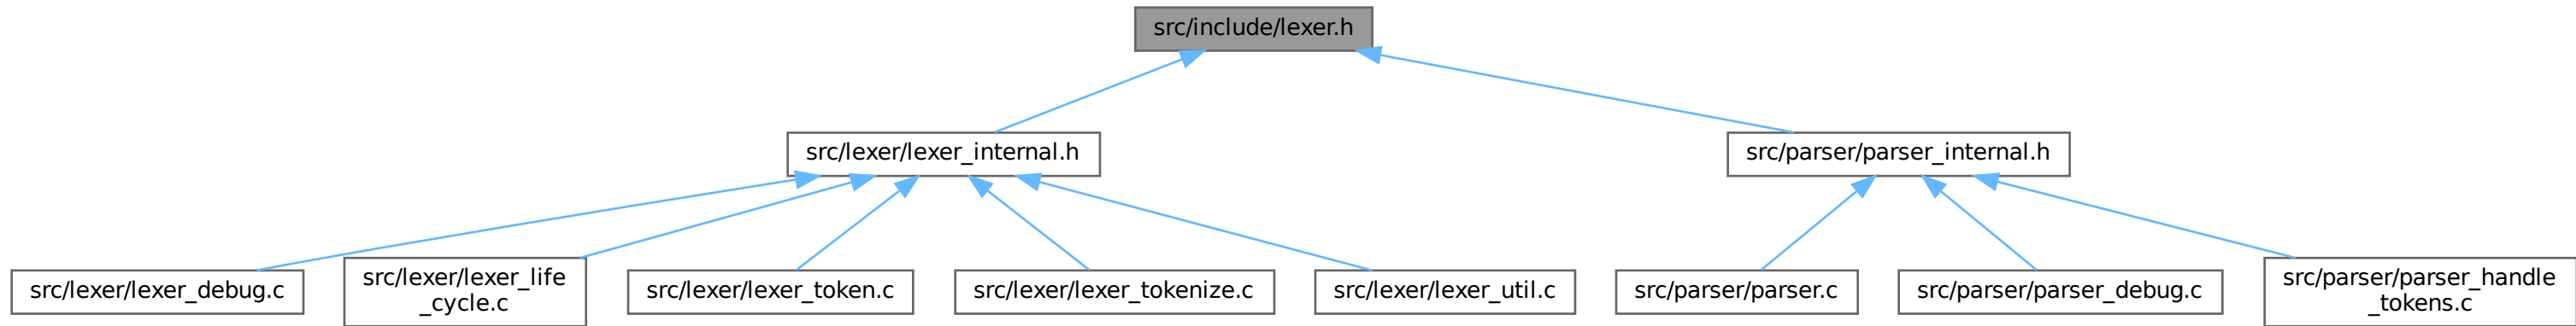 src/include/lexer.h
src/lexer/lexer_internal.h
src/parser/parser_internal.h
src/lexer/lexer_debug.c
src/lexer/lexer_life
_cycle.c
src/lexer/lexer_token.c
src/lexer/lexer_tokenize.c
src/lexer/lexer_util.c
src/parser/parser.c
src/parser/parser_debug.c
src/parser/parser_handle
_tokens.c